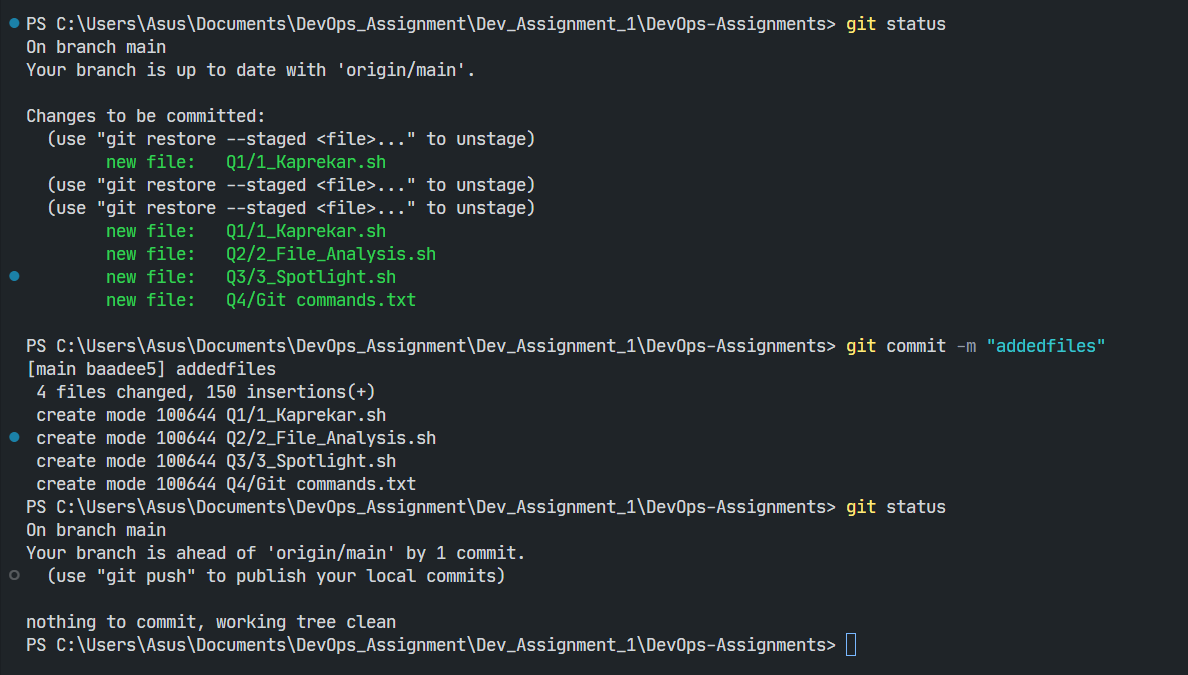 PS C:\Users\Asus\Documents\DevOps_Assignment\Dev_Assignment_1\DevOps-Assignments> git status
On branch main
Your branch is up to date with 'origin/main'.
Changes to be committed:
(use "git restore --staged <file>..." to unstage)
new file: Q1/1_Kaprekar.sh
(use "git restore --staged <file>..." to unstage)
(use "git restore --staged <file>..." to unstage)
new file: Q1/1_Kaprekar.sh
new file: Q2/2_File_Analysis.sh
new file: Q3/3_Spotlight.sh
new file: Q4/Git commands.txt
PS C:\Users\Asus\Documents\DevOps_Assignment\Dev_Assignment_1\DevOps-Assignments> git commit -m "addedfiles"
[main baadee5] addedfiles
4 files changed, 150 insertions(+)
create mode 100644 Q1/1_Kaprekar.sh
create mode 100644 Q2/2_File_Analysis.sh
create mode 100644 Q3/3_Spotlight.sh
create mode 100644 Q4/Git commands.txt
PS C:\Users\Asus\Documents\DevOps_Assignment\Dev_Assignment_1\DevOps-Assignments> git status
On branch main
Your branch is ahead of 'origin/main' by 1 commit.
(use "git push" to publish your local commits)
nothing to commit, working tree clean
PS C:\Users\Asus\Documents\DevOps_Assignment\Dev_Assignment_1\DevOps-Assignments>